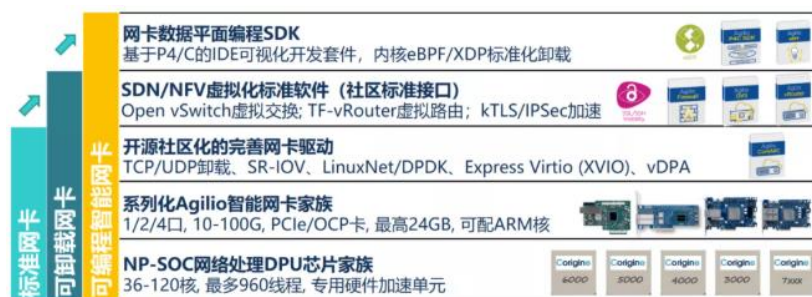 网卡数据平面编程SDK
基于P4/C的IDE可视化开发套件，内核eBPF/XDP标准化卸载
SDN/NFV虚拟化标准软件（社区标准接口）
Open vSwitch虚拟交换; TF-vRouter虚拟路由；kTLS/IPSec加速
开源社区化的完善网卡驱动
TCP/UDP卸载、SR-IOV、LinuxNet/DPDK、Express Virtio (XVIO)、vDPA
系列化Agilio智能网卡家族
1/2/4口, 10-100G, PCIe/OCP卡, 最高24GB, 可配ARM核
NP-SOC网络处理DPU芯片家族
36-120核, 最多960线程, 专用硬件加速单元
标准网卡
可卸载网卡
可编程智能网卡
Corigine
6000
Corigine
5000
Corigine
4000
Corigine
3000
Corigine
7xxx